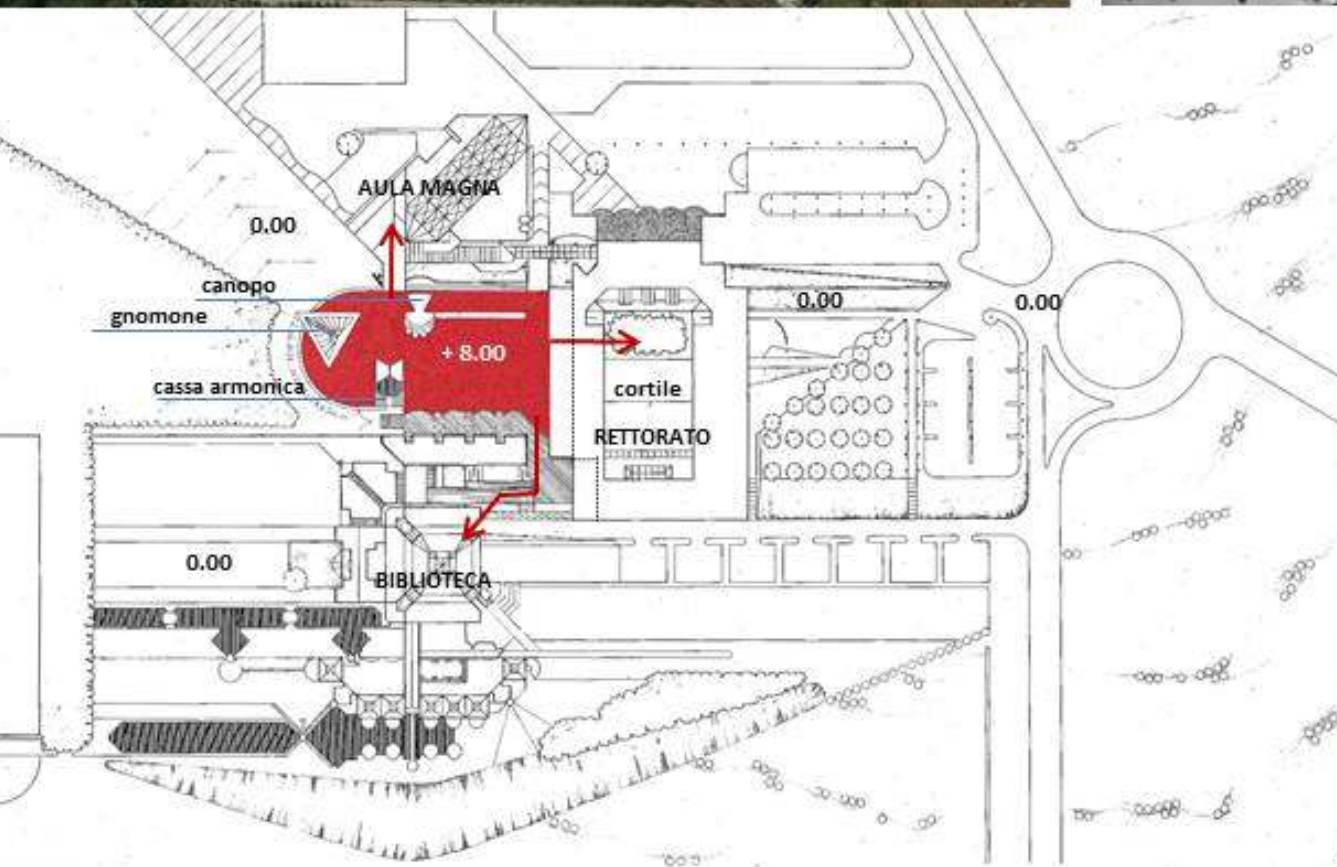 AULA MAGNA
0.00
canopo
gnomone
0.00
0.00
+ 8.00
cassa armonica
cortile
RETTORATO
0.00
BIBLIOTECA